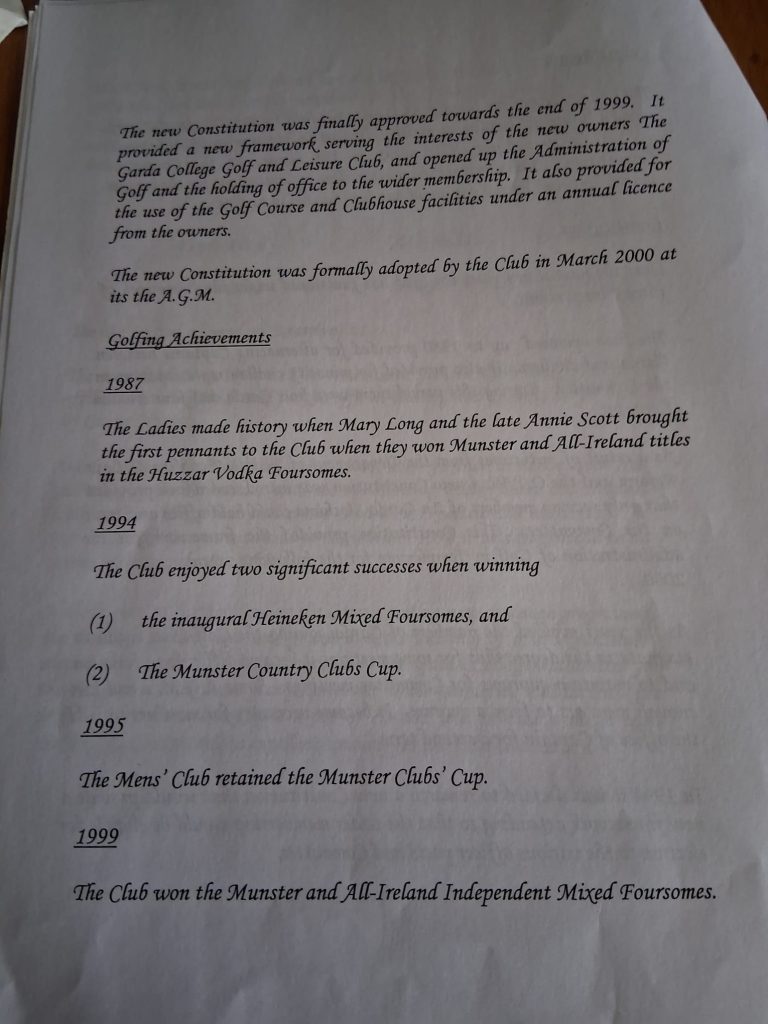 The new Constitution was finally approved towards the end of 1999. It
provided a new framework serving the interests of the new owners The
Garda College Golf and Leisure Club, and opened up the Administration of
Golf and the holding of office to the wider membership. It also provided for
the use of the Golf Course and Clubhouse facilities under an annual licence
from the owners.
The new Constitution was formally adopted by the Club in March 2000 at
its the A.G.M.
Golfing Achievements
1987
The Ladies made history when Mary Long and the late Annie Scott brought
the first pennants to the Club when they won Munster and All-Ireland titles
in the Huzzar Vodka Foursomes.
1994
The Club enjoyed two significant successes when winning
(1) the inaugural Heineken Mixed Foursomes, and
(2) The Munster Country Clubs Cup.
1995
The Mens' Club retained the Munster Clubs' Cup.
1999
The Club won the Munster and All-Ireland Independent Mixed Foursomes.